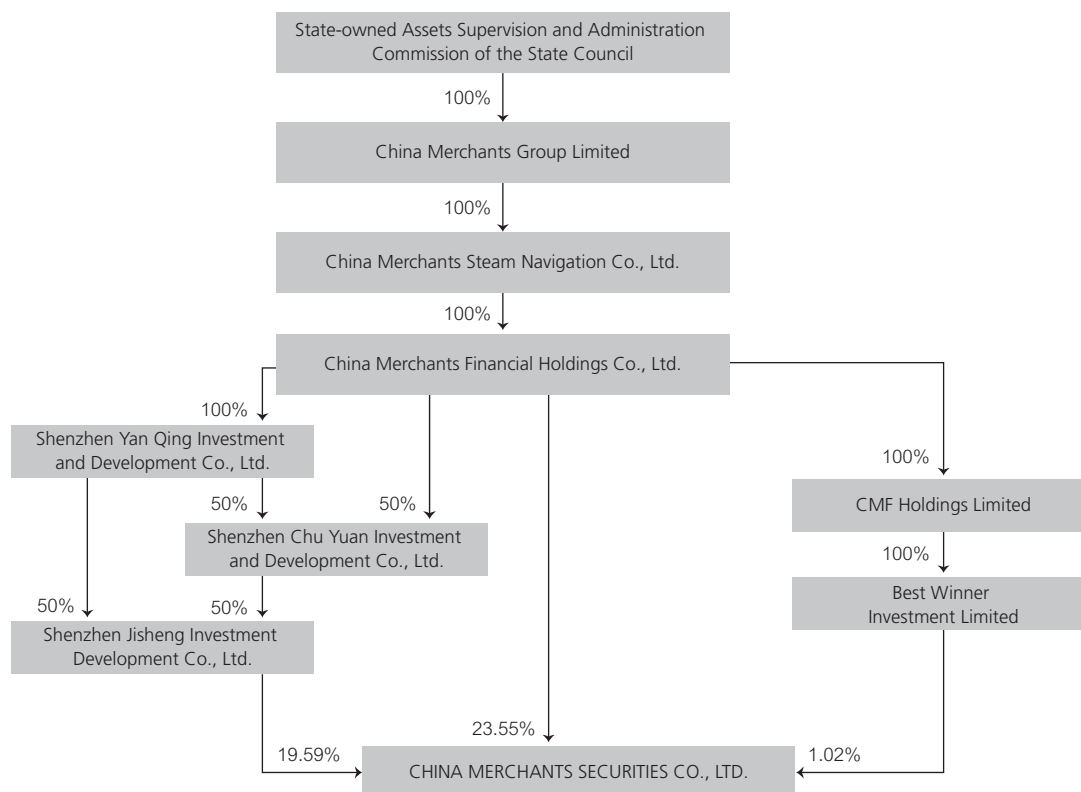 State-owned Assets Supervision and Administration
Commission of the State Council
100%
China Merchants Group Limited
100%
China Merchants Steam Navigation Co., Ltd.
100%
China Merchants Financial Holdings Co., Ltd.
100%
Shenzhen Yan Qing Investment
and Development Co., Ltd.
100%
CMF Holdings Limited
50%
50%
Shenzhen Chu Yuan Investment
and Development Co., Ltd.
100%
Best Winner
Investment Limited
50%
50%
Shenzhen Jisheng Investment
Development Co., Ltd.
23.55%
19.59%
1.02%
CHINA MERCHANTS SECURITIES CO., LTD.